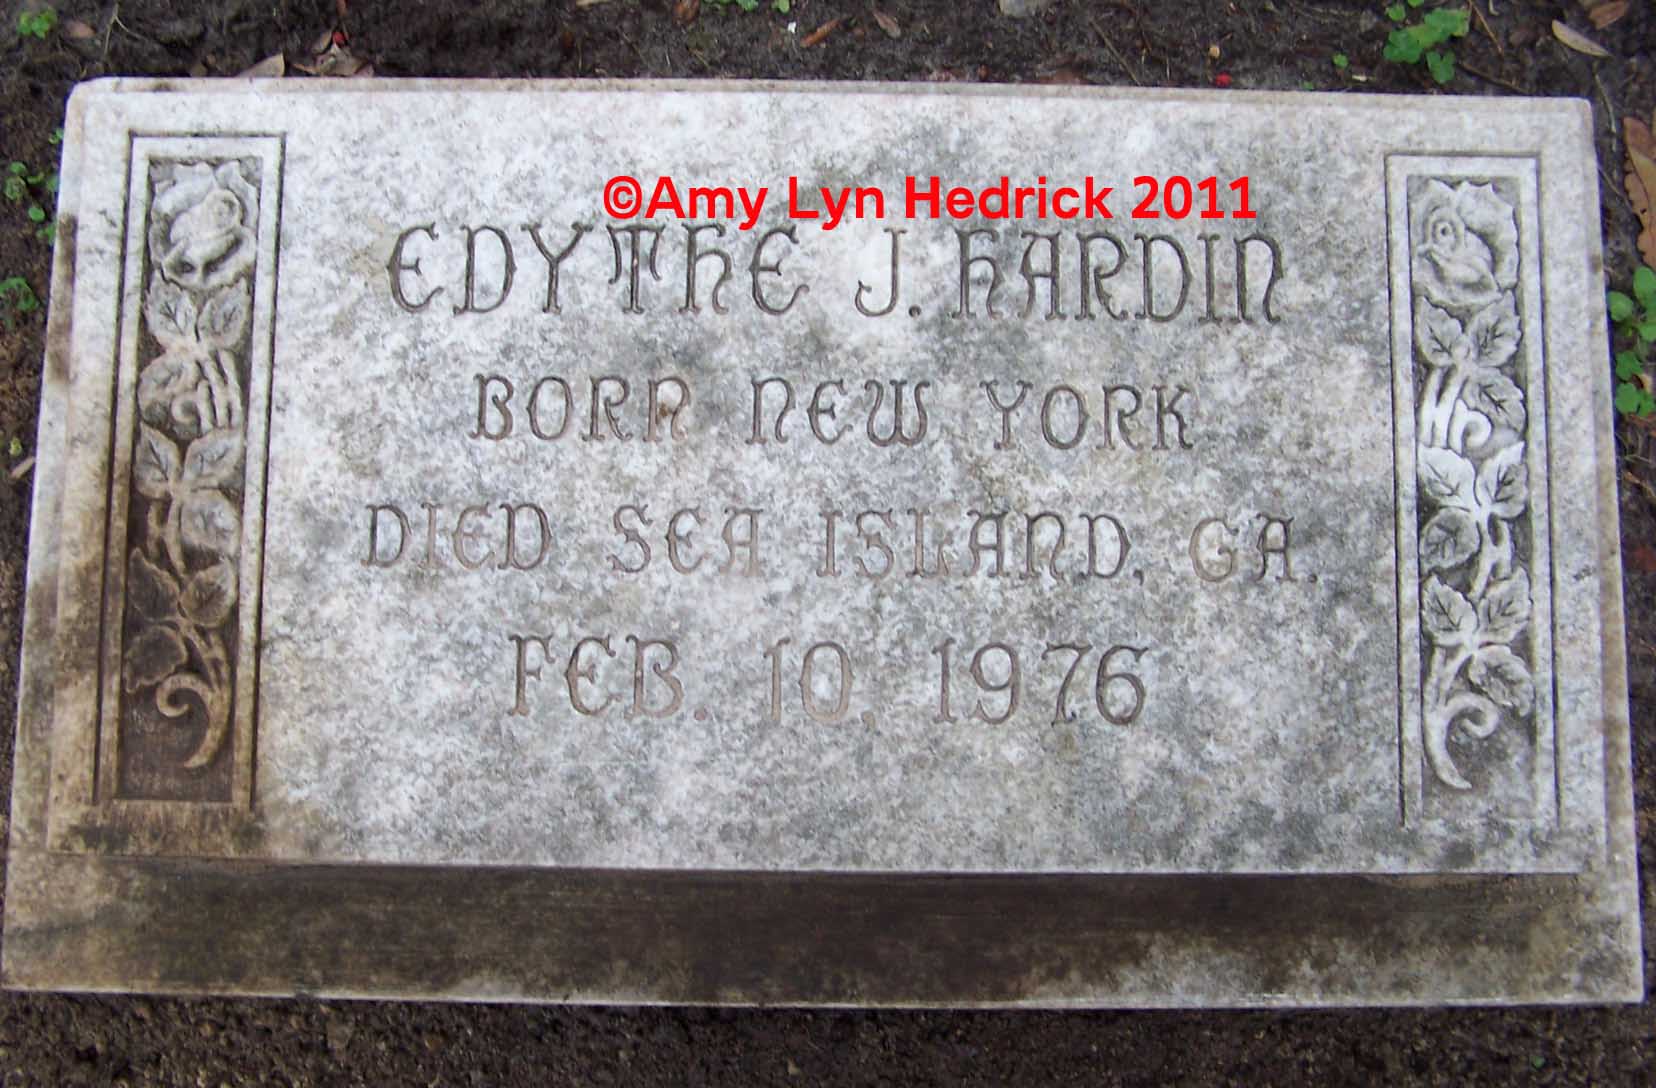 ©Amy Lyn Hedrick 2011
EDYTHE J. HARDIN
BORN NEW YORK
DIED SEA ISLAND, GA.
FEB. 10, 1976